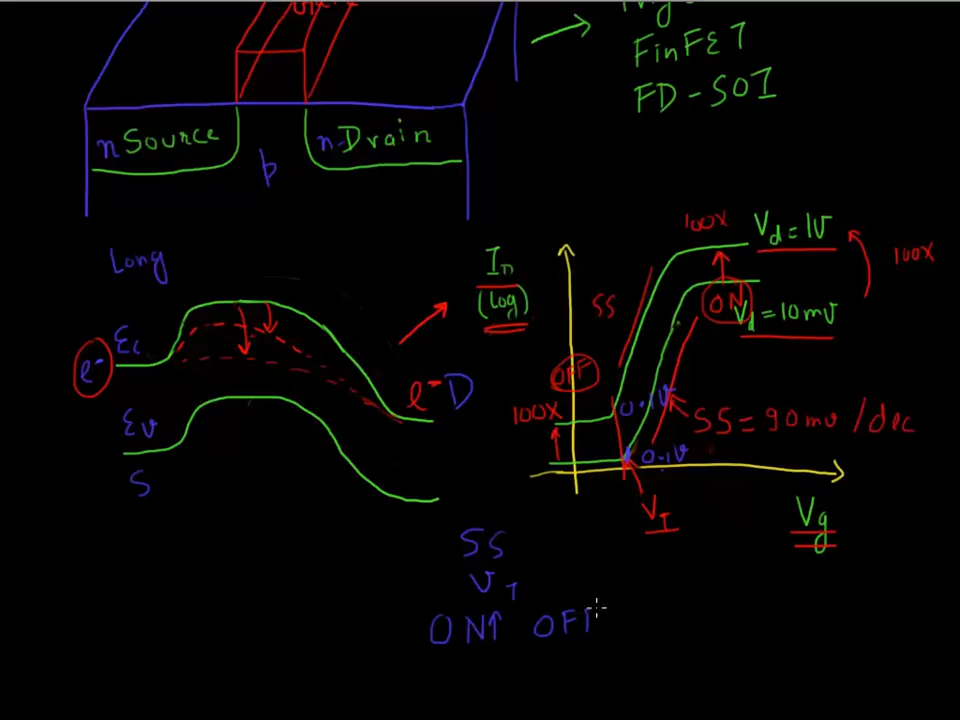 FinFET
FD-SOI
n Source
n-Drain
p
Long
Ec
e-
Ev
S
e- D
ID
(log)
100X
Vd=1V
100X
SS
ON
Vd=10mV
OFF
100X
0.1V
SS=90mV/dec
0.1V
VT
Vg
SS
VT
ON↑ OFF